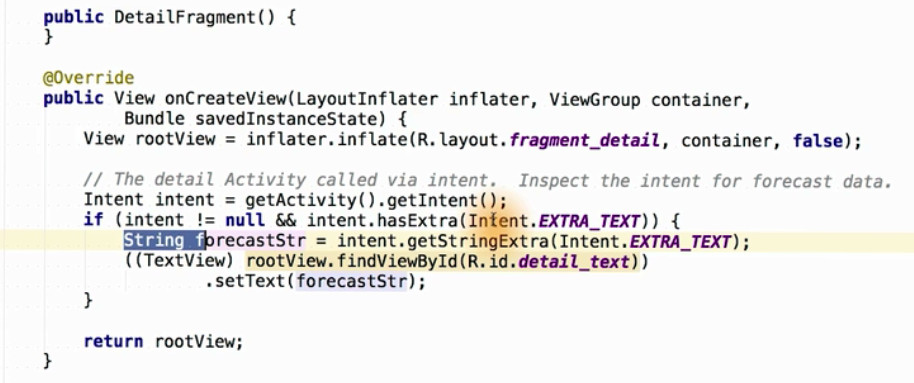 public DetailFragment() {
}
@Override
public View onCreateView(LayoutInflater inflater, ViewGroup container,
Bundle savedInstanceState) {
View rootView = inflater.inflate(R.layout.fragment_detail, container, false);
// The detail Activity called via intent.  Inspect the intent for forecast data.
Intent intent = getActivity().getIntent();
if (intent != null && intent.hasExtra(Intent.EXTRA_TEXT)) {
String forecastStr = intent.getStringExtra(Intent.EXTRA_TEXT);
((TextView) rootView.findViewById(R.id.detail_text))
.setText(forecastStr);
}
return rootView;
}